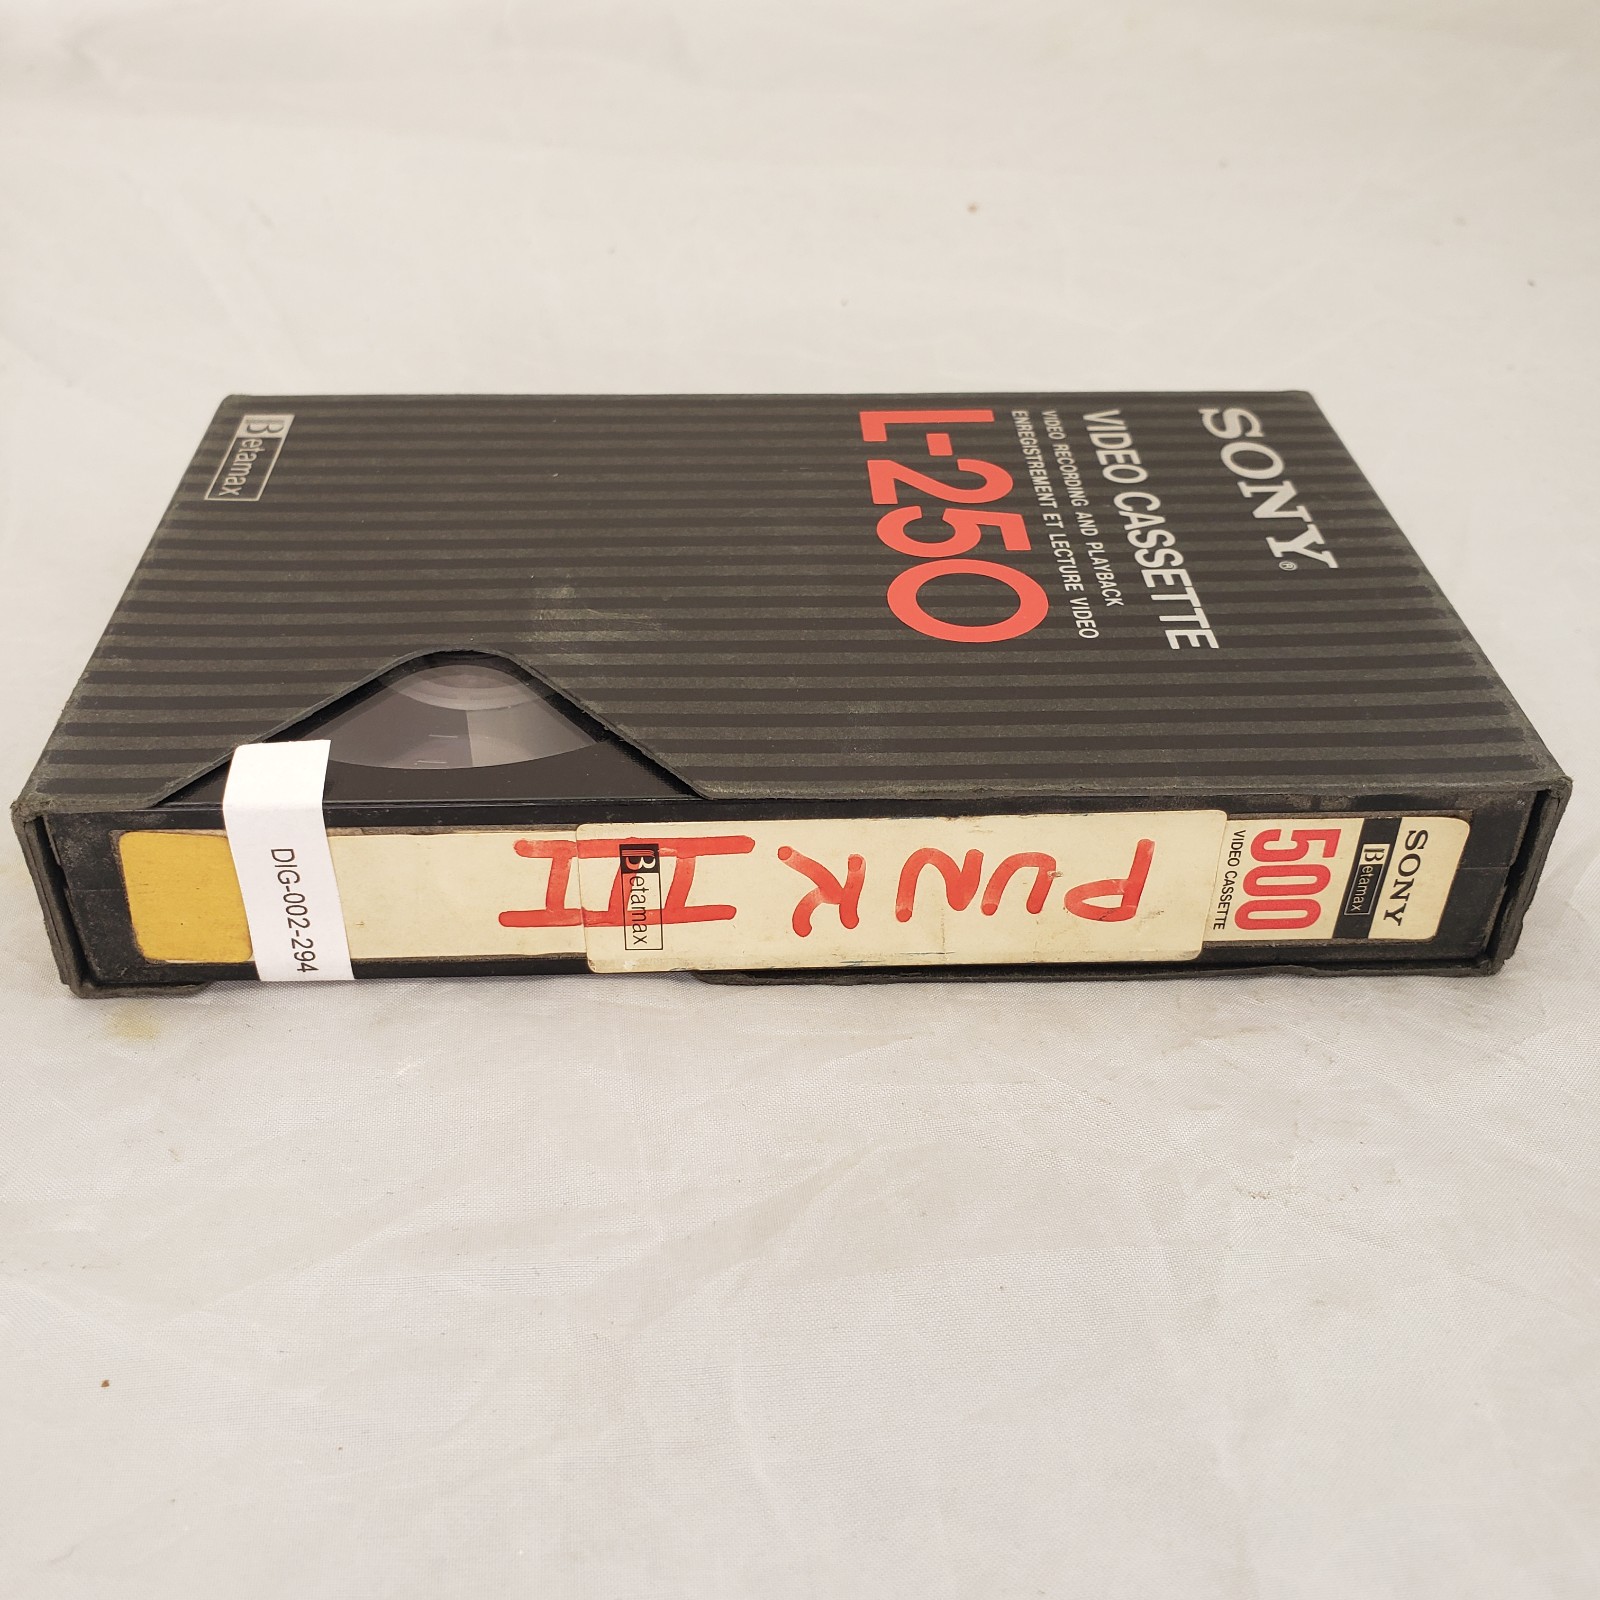 SONY®
VIDEO CASSETTE
VIDEO RECORDING AND PLAYBACK
ENREGISTREMENT ET LECTURE VIDEO
L-250
Betamax
SONY
Betamax
500
VIDEO CASSETTE
PUNK
Betamax
DIG-002-294